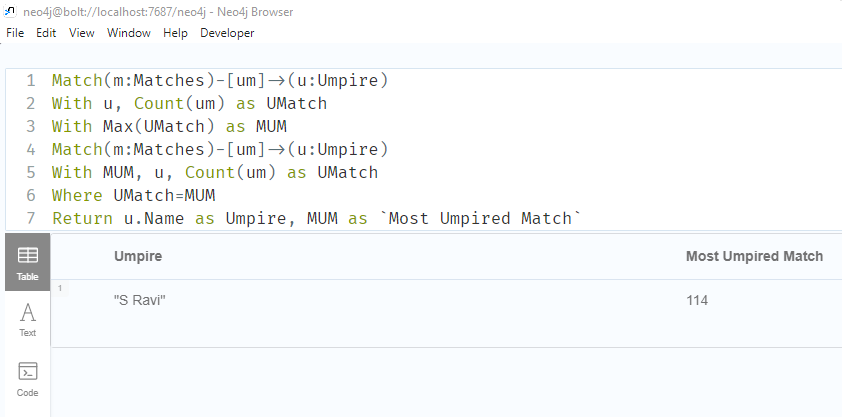 neo4j@bolt://localhost:7687/neo4j - Neo4j Browser
File Edit View Window Help Developer
1 Match(m:Matches)-[um]->(u:Umpire)
2 With u, Count(um) as UMatch
3 With Max(UMatch) as MUM
4 Match(m:Matches)-[um]->(u:Umpire)
5 With MUM, u, Count(um) as UMatch
6 Where UMatch=MUM
7 Return u.Name as Umpire, MUM as `Most Umpired Match`
Umpire Most Umpired Match
Table
1 "S Ravi" 114
A
Text
Code